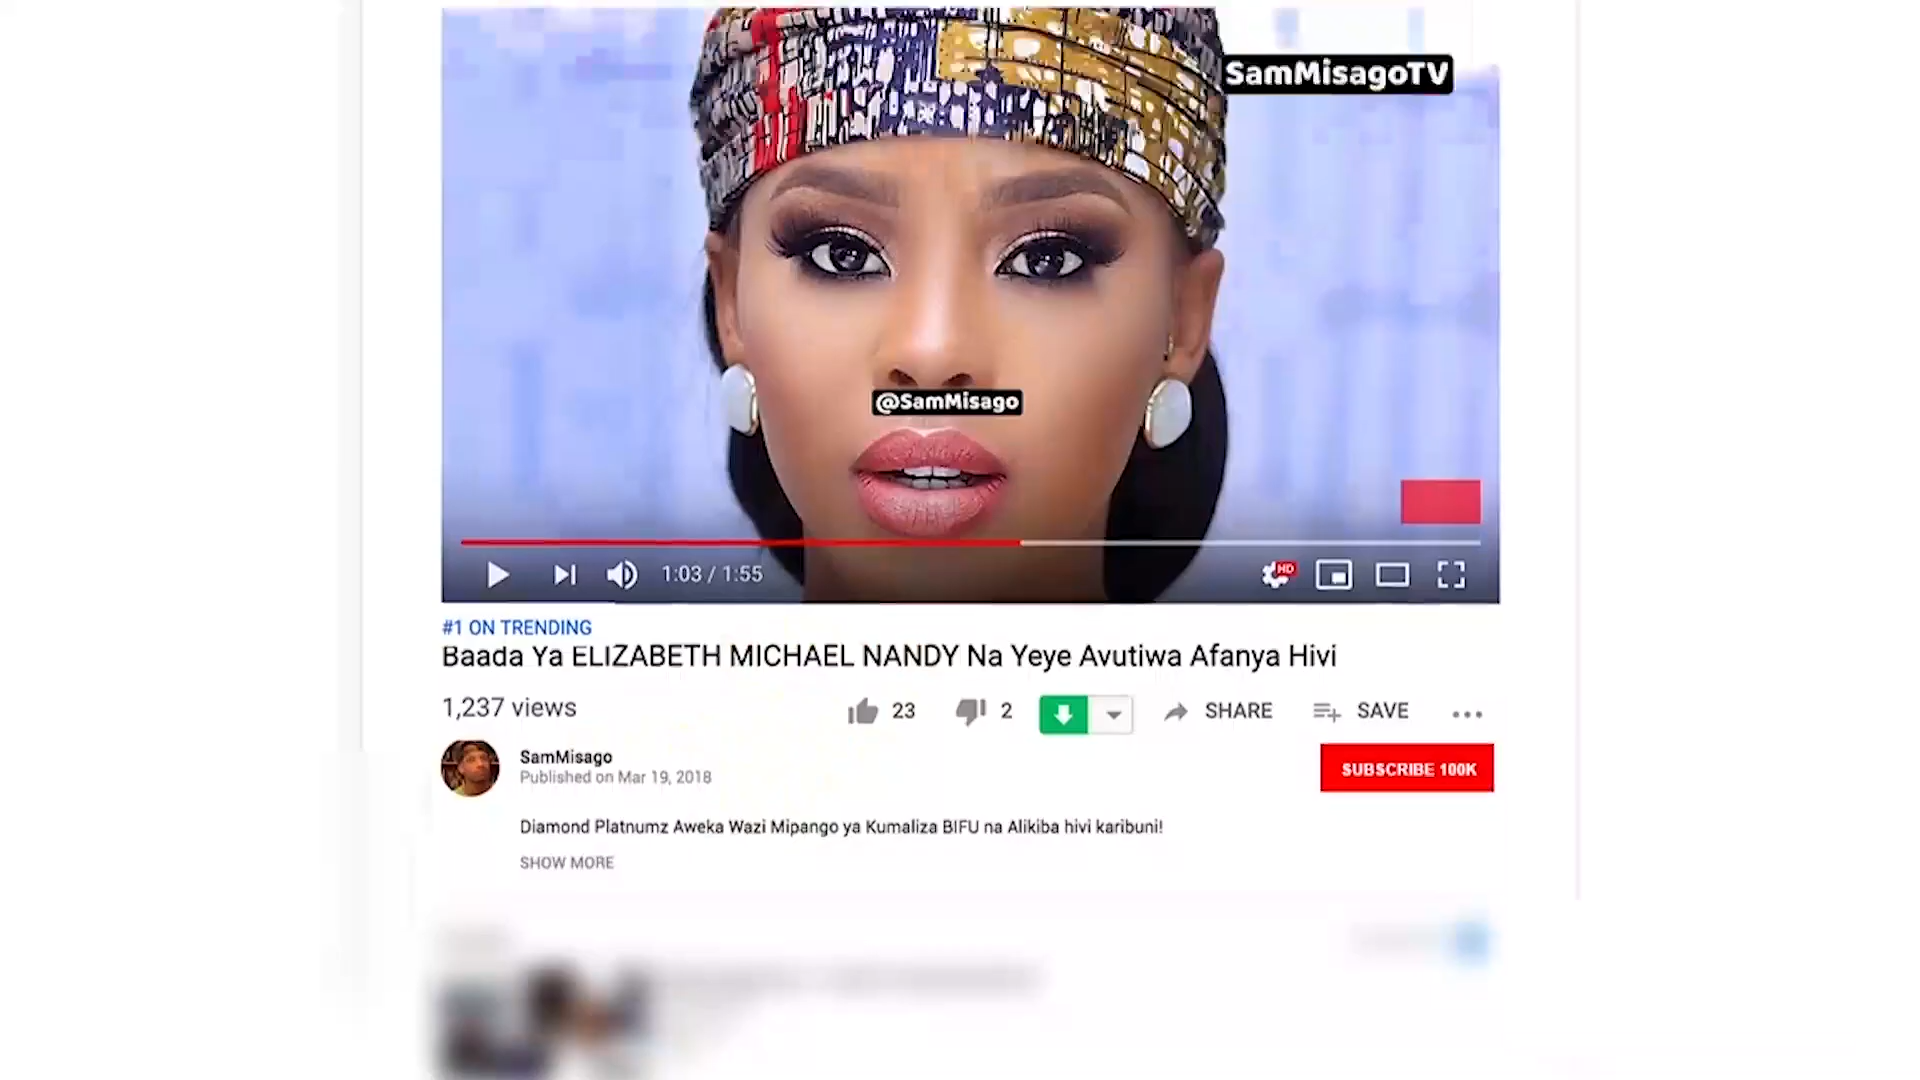 SamMisagoTV
@SamMisago
1:03 / 1:55
HD
#1 ON TRENDING
Baada Ya ELIZABETH MICHAEL NANDY Na Yeye Avutiwa Afanya Hivi
1,237 views
23
2
SHARE
SAVE
SamMisago
Published on Mar 19, 2018
SUBSCRIBE 100K
Diamond Platnumz Aweka Wazi Mipango ya Kumaliza BIFU na Alikiba hivi karibuni!
SHOW MORE